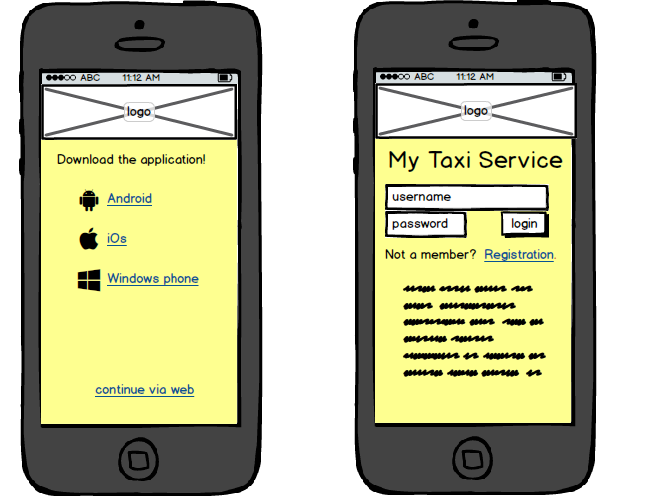 ABC 11:12 AM
logo
Download the application!
Android
iOs
Windows phone
continue via web
ABC 11:12 AM
logo
My Taxi Service
username
password login
Not a member? Registration.